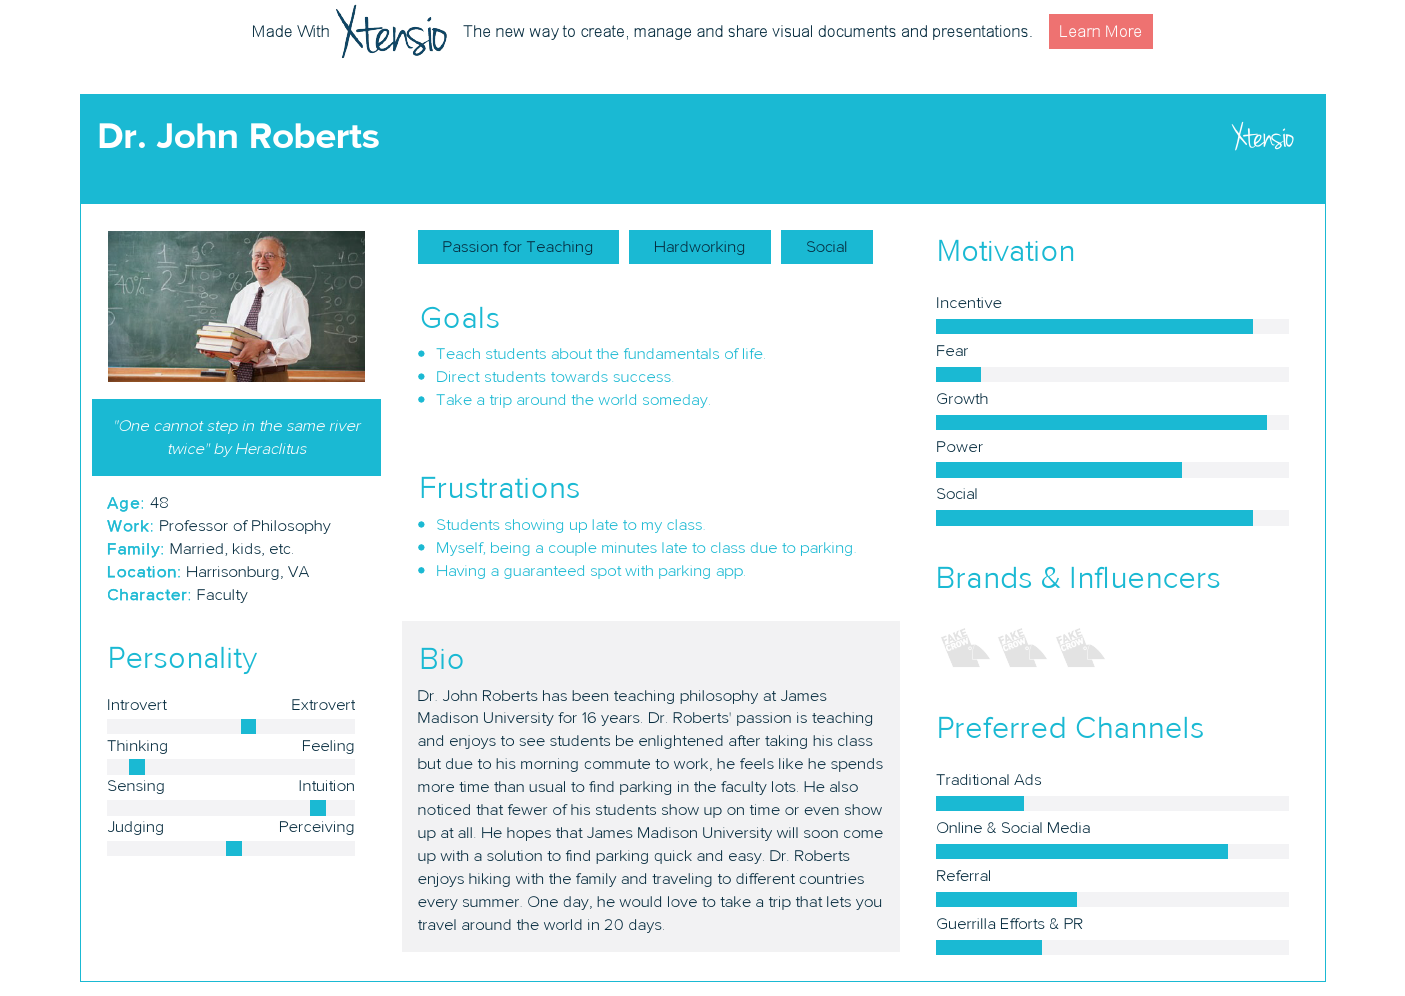 Made With Xtensio The new way to create, manage and share visual documents and presentations. Learn More
Dr. John Roberts
Xtensio
"One cannot step in the same river
twice" by Heraclitus
Age: 48
Work: Professor of Philosophy
Family: Married, kids, etc.
Location: Harrisonburg, VA
Character: Faculty
Personality
Introvert Extrovert
Thinking Feeling
Sensing Intuition
Judging Perceiving
Passion for Teaching Hardworking Social
Goals
Teach students about the fundamentals of life.
Direct students towards success.
Take a trip around the world someday.
Frustrations
Students showing up late to my class.
Myself, being a couple minutes late to class due to parking.
Having a guaranteed spot with parking app.
Bio
Dr. John Roberts has been teaching philosophy at James
Madison University for 16 years. Dr. Roberts' passion is teaching
and enjoys to see students be enlightened after taking his class
but due to his morning commute to work, he feels like he spends
more time than usual to find parking in the faculty lots. He also
noticed that fewer of his students show up on time or even show
up at all. He hopes that James Madison University will soon come
up with a solution to find parking quick and easy. Dr. Roberts
enjoys hiking with the family and traveling to different countries
every summer. One day, he would love to take a trip that lets you
travel around the world in 20 days.
Motivation
Incentive
Fear
Growth
Power
Social
Brands & Influencers
FAKE
CROW
FAKE
CROW
FAKE
CROW
Preferred Channels
Traditional Ads
Online & Social Media
Referral
Guerrilla Efforts & PR